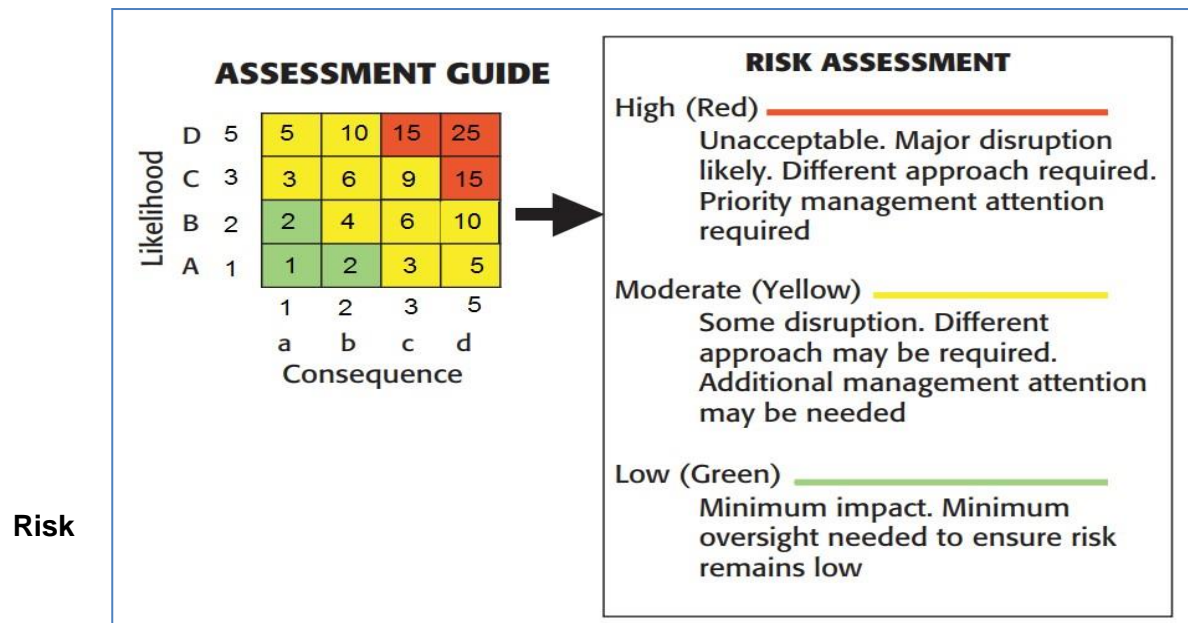 ASSESSMENT GUIDE
Likelihood
D 5 5 10 15 25
C 3 3 6 9 15
B 2 2 4 6 10
A 1 1 2 3 5
1 2 3 5
a b c d
Consequence
RISK ASSESSMENT
High (Red)
Unacceptable. Major disruption
likely. Different approach required.
Priority management attention
required
Moderate (Yellow)
Some disruption. Different
approach may be required.
Additional management attention
may be needed
Low (Green)
Minimum impact. Minimum
oversight needed to ensure risk
remains low
Risk